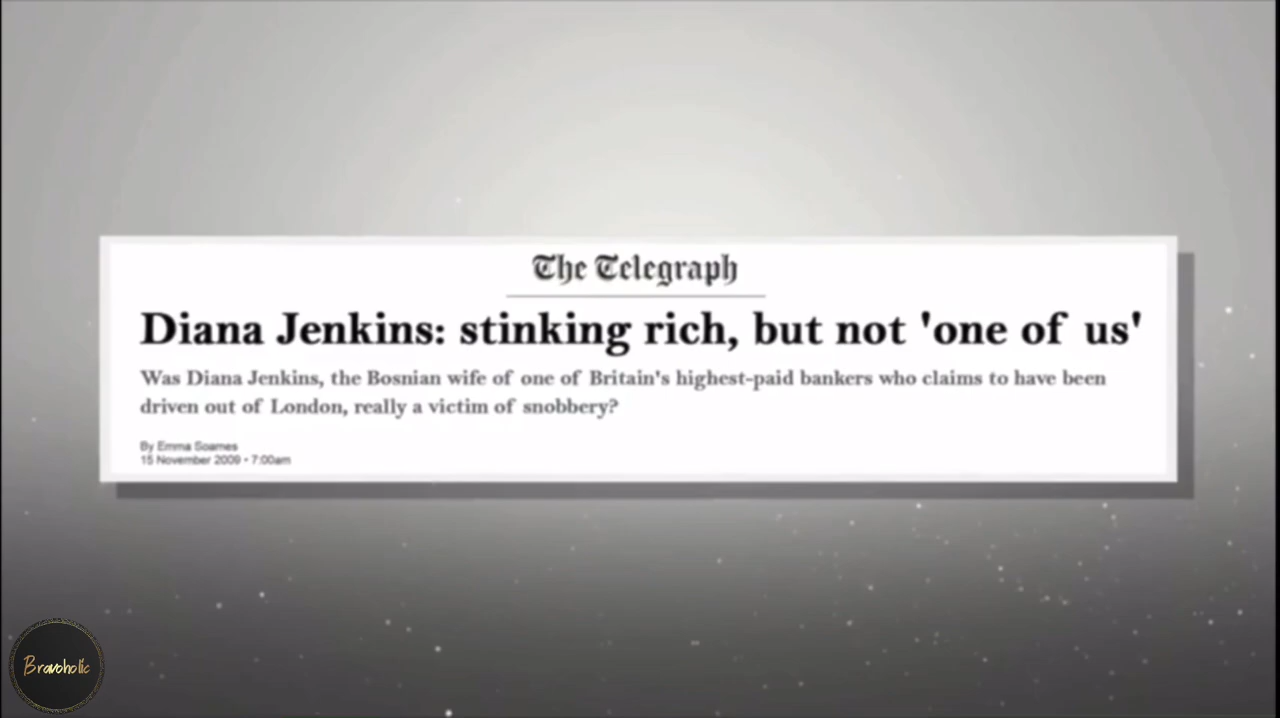 The Telegraph
Diana Jenkins: stinking rich, but not 'one of us'
Was Diana Jenkins, the Bosnian wife of one of Britain's highest-paid bankers who claims to have been
driven out of London, really a victim of snobbery?
By Emma Soames
15 November 2009 • 7:00am
Bravoholic